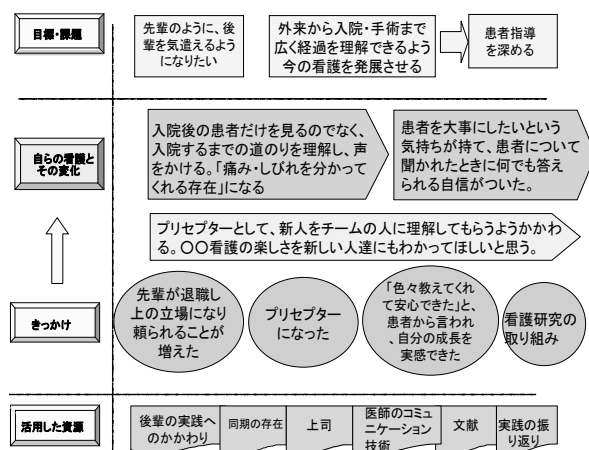 目標・課題
先輩のように、後
輩を気遣えるよう
になりたい
外来から入院・手術まで
広く経過を理解できるよう
今の看護を発展させる
患者指導
を深める
自らの看護と
その変化
入院後の患者だけを見るのでなく、
入院するまでの道のりを理解し、声
をかける。「痛み・しびれを分かって
くれる存在」になる
患者を大事にしたいという
気持ちが持て、患者について
聞かれたときに何でも答え
られる自信がついた。
プリセプターとして、新人をチームの人に理解してもらうようかかわ
る。〇〇看護の楽しさを新しい人達にもわかってほしいと思う。
きっかけ
先輩が退職し
上の立場になり
頼られることが
増えた
プリセプター
になった
「色々教えてくれ
て安心できた」と、
患者から言われ
、自分の成長を
実感できた
看護研究の
取り組み
活用した資源
後輩の実践へ
のかかわり
同期の存在
上司
医師のコミュ
ニケーション
技術
文献
実践の振
り返り